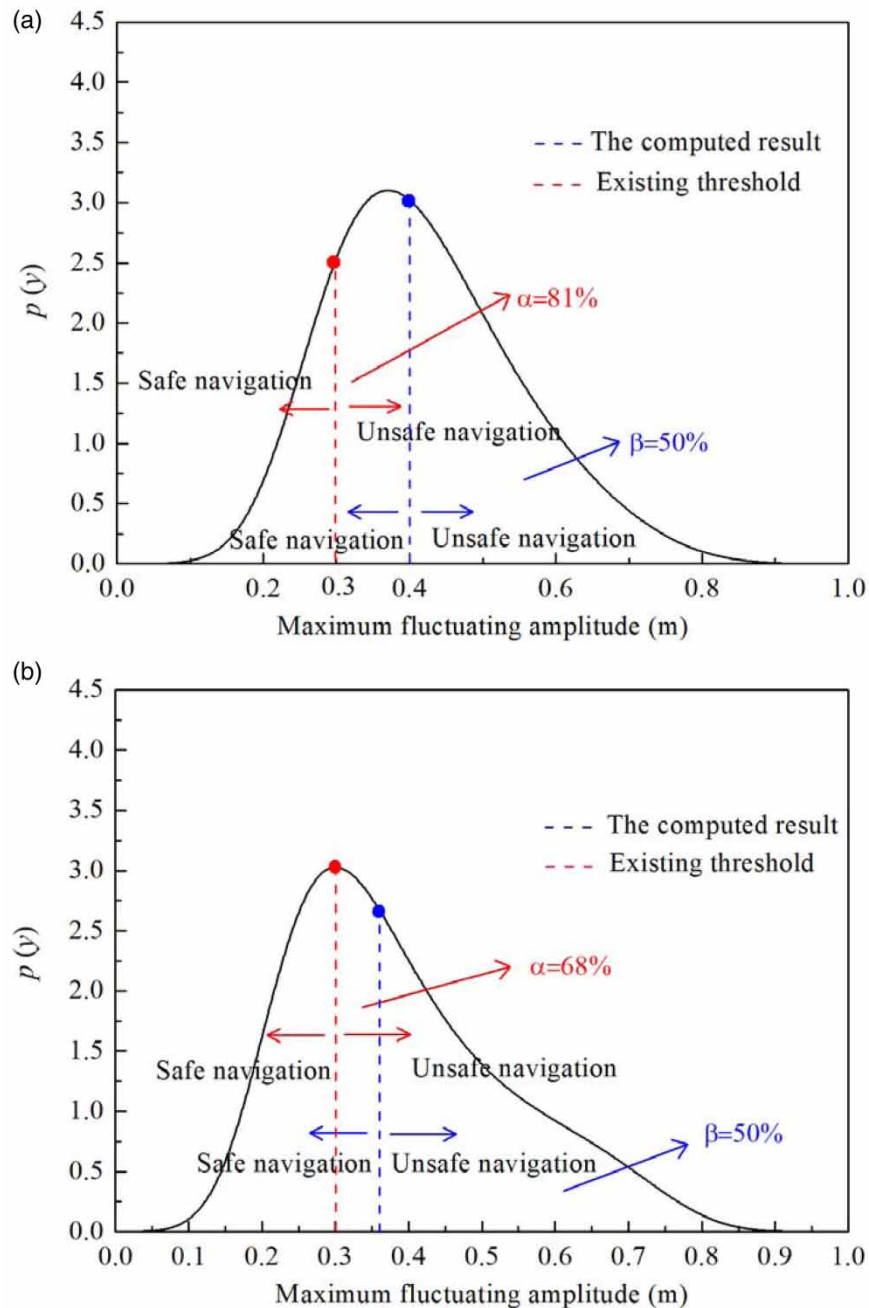 (a)
4.5
4.0
3.5
3.0
2.5
2.0
1.5
1.0
0.5
0.0
p (y)
The computed result
Existing threshold
α=81%
Safe navigation
Unsafe navigation
β=50%
Safe navigation
Unsafe navigation
0.0 0.2 0.3 0.4 0.6 0.8 1.0
Maximum fluctuating amplitude (m)
(b)
4.5
4.0
3.5
3.0
2.5
2.0
1.5
1.0
0.5
0.0
p (y)
The computed result
Existing threshold
α=68%
Safe navigation
Unsafe navigation
β=50%
Safe navigation
Unsafe navigation
0.0 0.1 0.2 0.3 0.4 0.5 0.6 0.7 0.8 0.9 1.0
Maximum fluctuating amplitude (m)